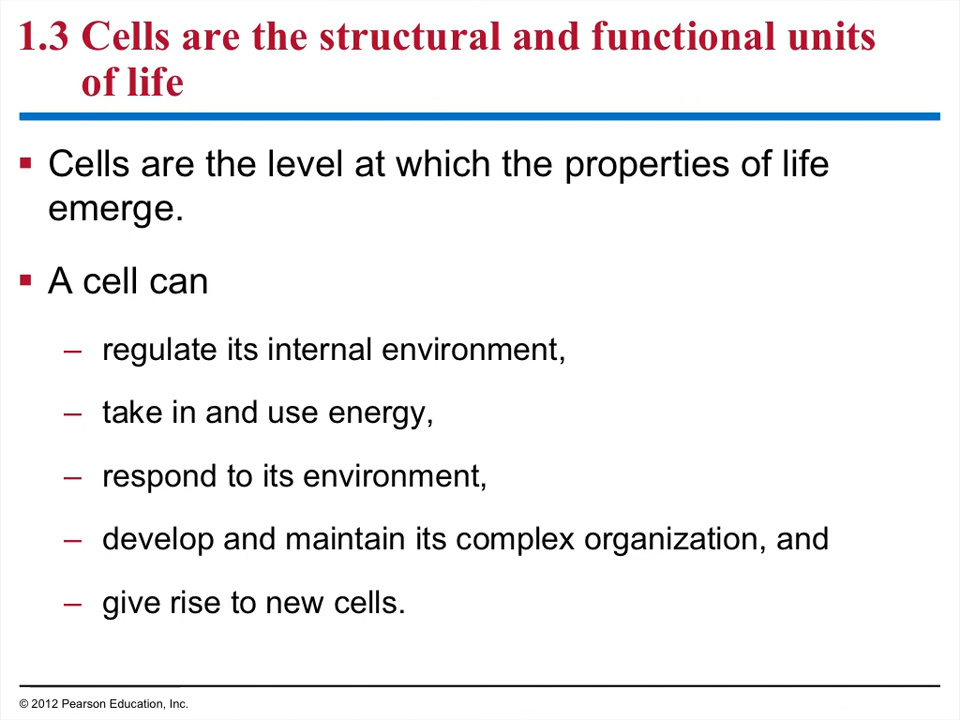 1.3 Cells are the structural and functional units
of life
▪ Cells are the level at which the properties of life
emerge.
▪ A cell can
– regulate its internal environment,
– take in and use energy,
– respond to its environment,
– develop and maintain its complex organization, and
– give rise to new cells.
© 2012 Pearson Education, Inc.